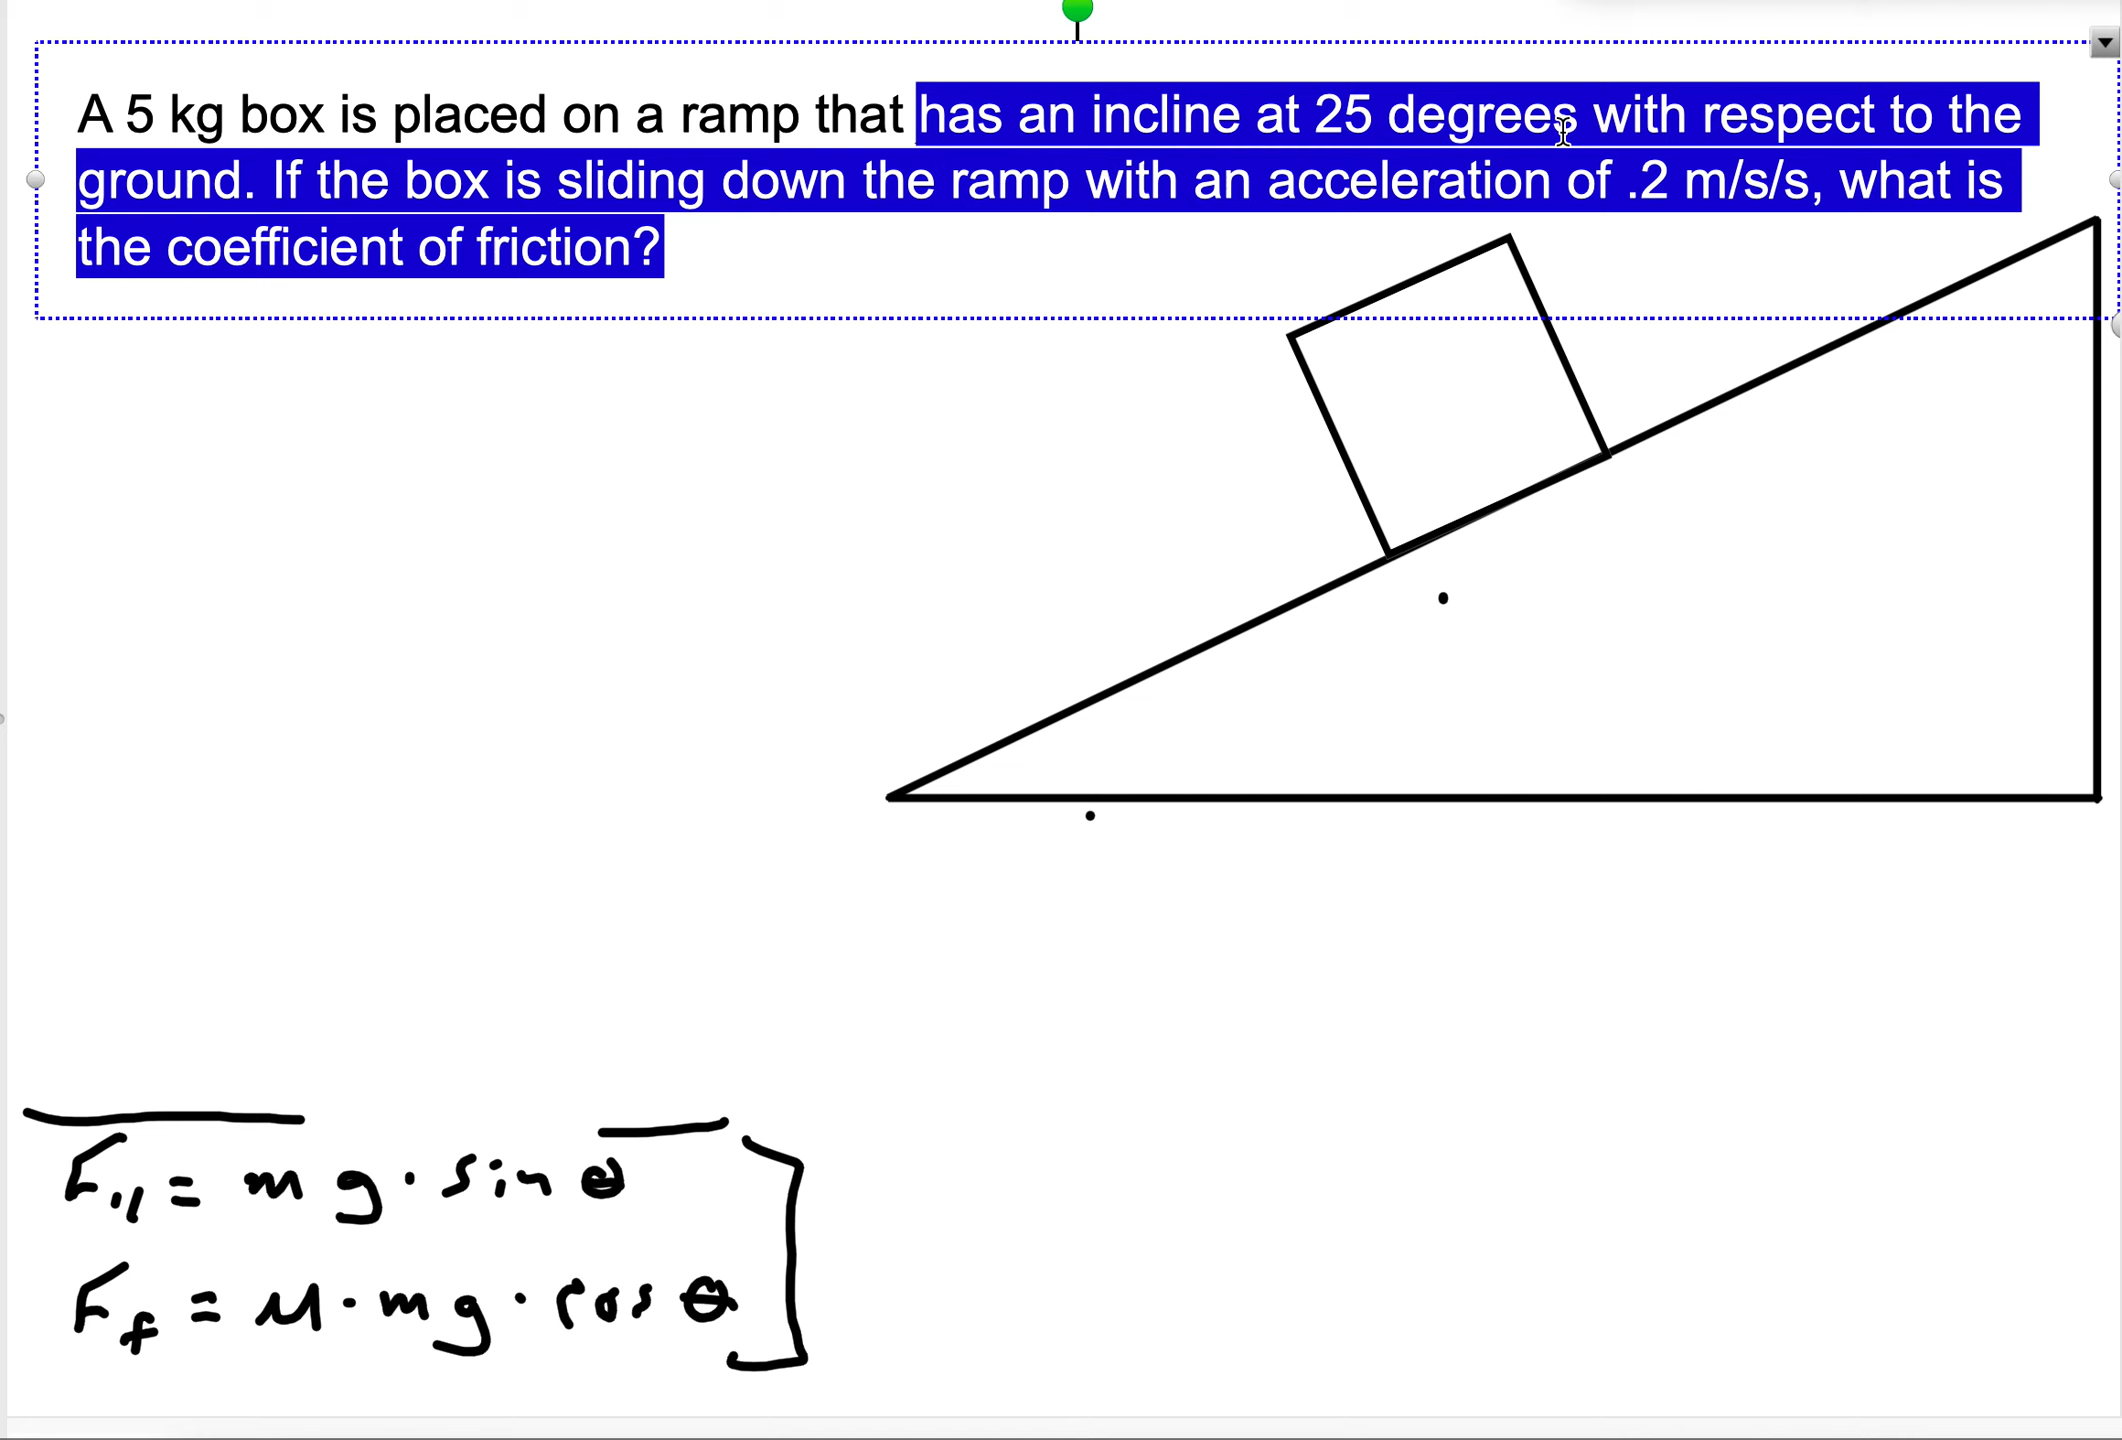 A 5 kg box is placed on a ramp that has an incline at 25 degrees with respect to the
ground. If the box is sliding down the ramp with an acceleration of .2 m/s/s, what is
the coefficient of friction?
F,, = mg · sin θ
F_f = μ · mg · cos θ